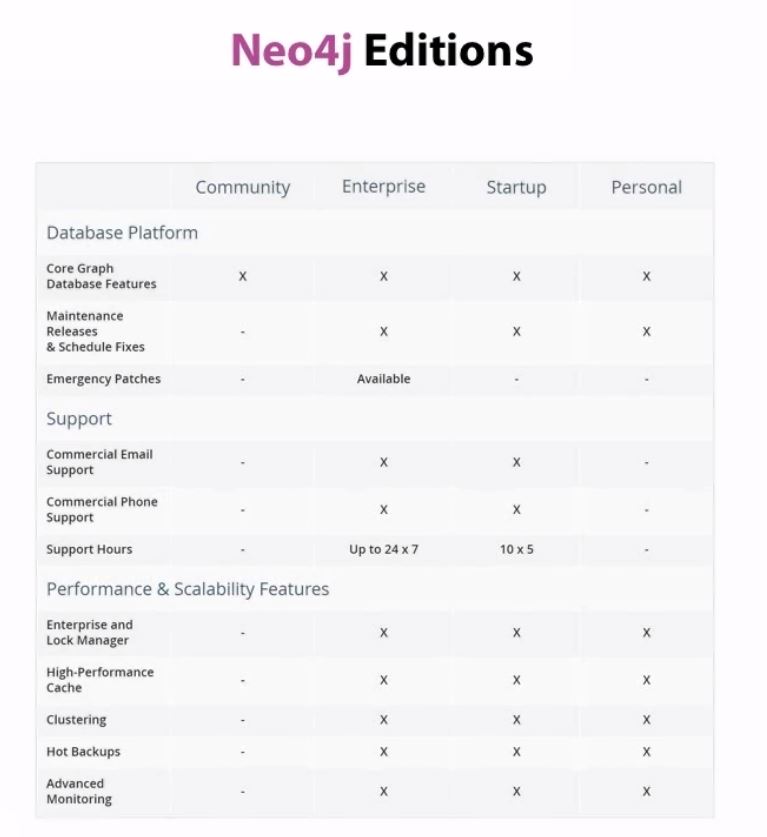 Neo4j Editions
Community Enterprise Startup Personal
Database Platform
Core Graph
Database Features X X X X
Maintenance
Releases
& Schedule Fixes - X X X
Emergency Patches - Available - -
Support
Commercial Email
Support - X X -
Commercial Phone
Support - X X -
Support Hours - Up to 24 x 7 10 x 5 -
Performance & Scalability Features
Enterprise and
Lock Manager - X X X
High-Performance
Cache - X X X
Clustering - X X X
Hot Backups - X X X
Advanced
Monitoring - X X X